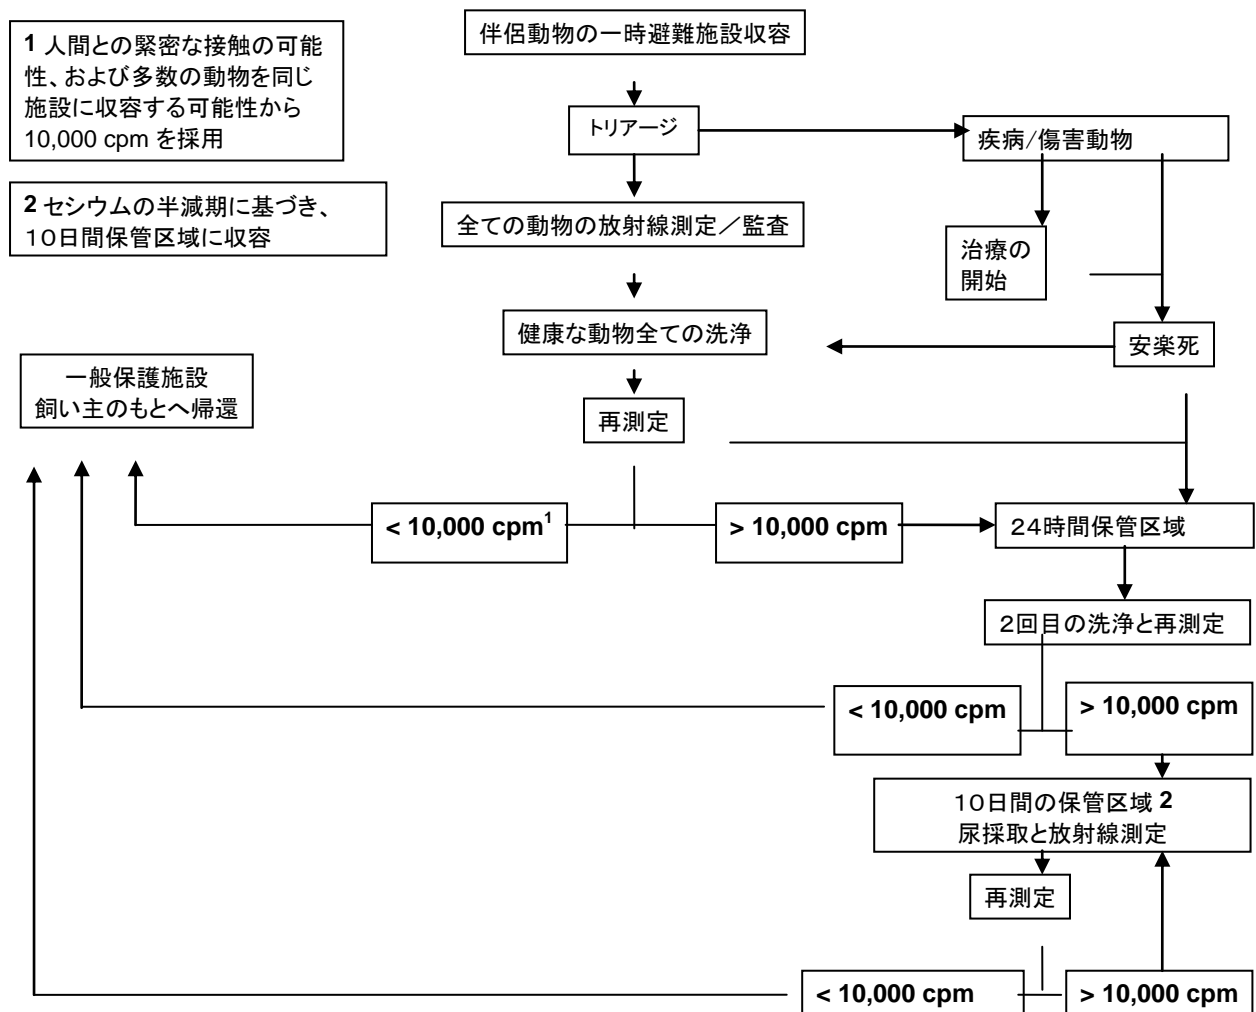 伴侶動物の一時避難施設収容
1 人間との緊密な接触の可能
性、および多数の動物を同じ
施設に収容する可能性から
10,000 cpm を採用
トリアージ
疾病/傷害動物
2 セシウムの半減期に基づき、
10日間保管区域に収容
全ての動物の放射線測定／監査
治療の
開始
健康な動物全ての洗浄
安楽死
一般保護施設
飼い主のもとへ帰還
再測定
< 10,000 cpm1
> 10,000 cpm
24時間保管区域
2回目の洗浄と再測定
< 10,000 cpm
> 10,000 cpm
10日間の保管区域 2
尿採取と放射線測定
再測定
< 10,000 cpm
> 10,000 cpm